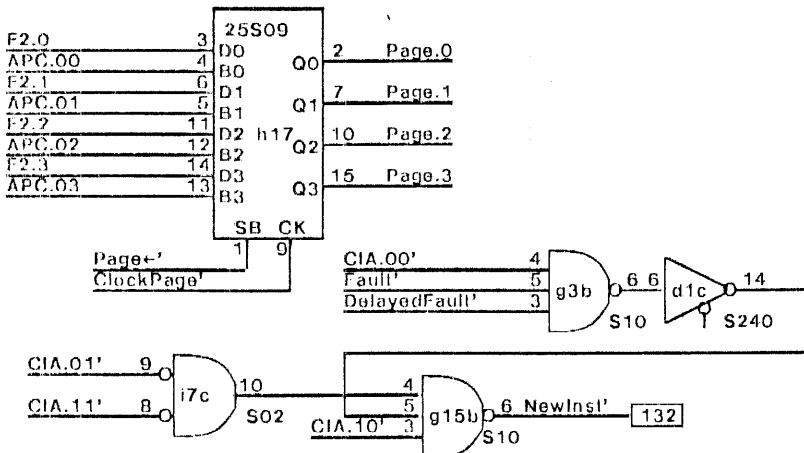 25S09
F2.0 3 D0
APC.00 4 B0 Q0 2 Page.0
F2.1 6 D1
APC.01 5 B1 Q1 7 Page.1
F2.2 11 D2 h17
APC.02 12 B2 Q2 10 Page.2
F2.3 14 D3
APC.03 13 B3 Q3 15 Page.3
SB CK
1 9
Page←'
ClockPage'
CIA.00' 4
Fault' 5 g3b 6 6 d1c 14
DelayedFault' 3
S10 S240
CIA.01' 9
i7c 10
CIA.11' 8
S02
4
5 g15b 6 NewInst' 132
CIA.10' 3
S10